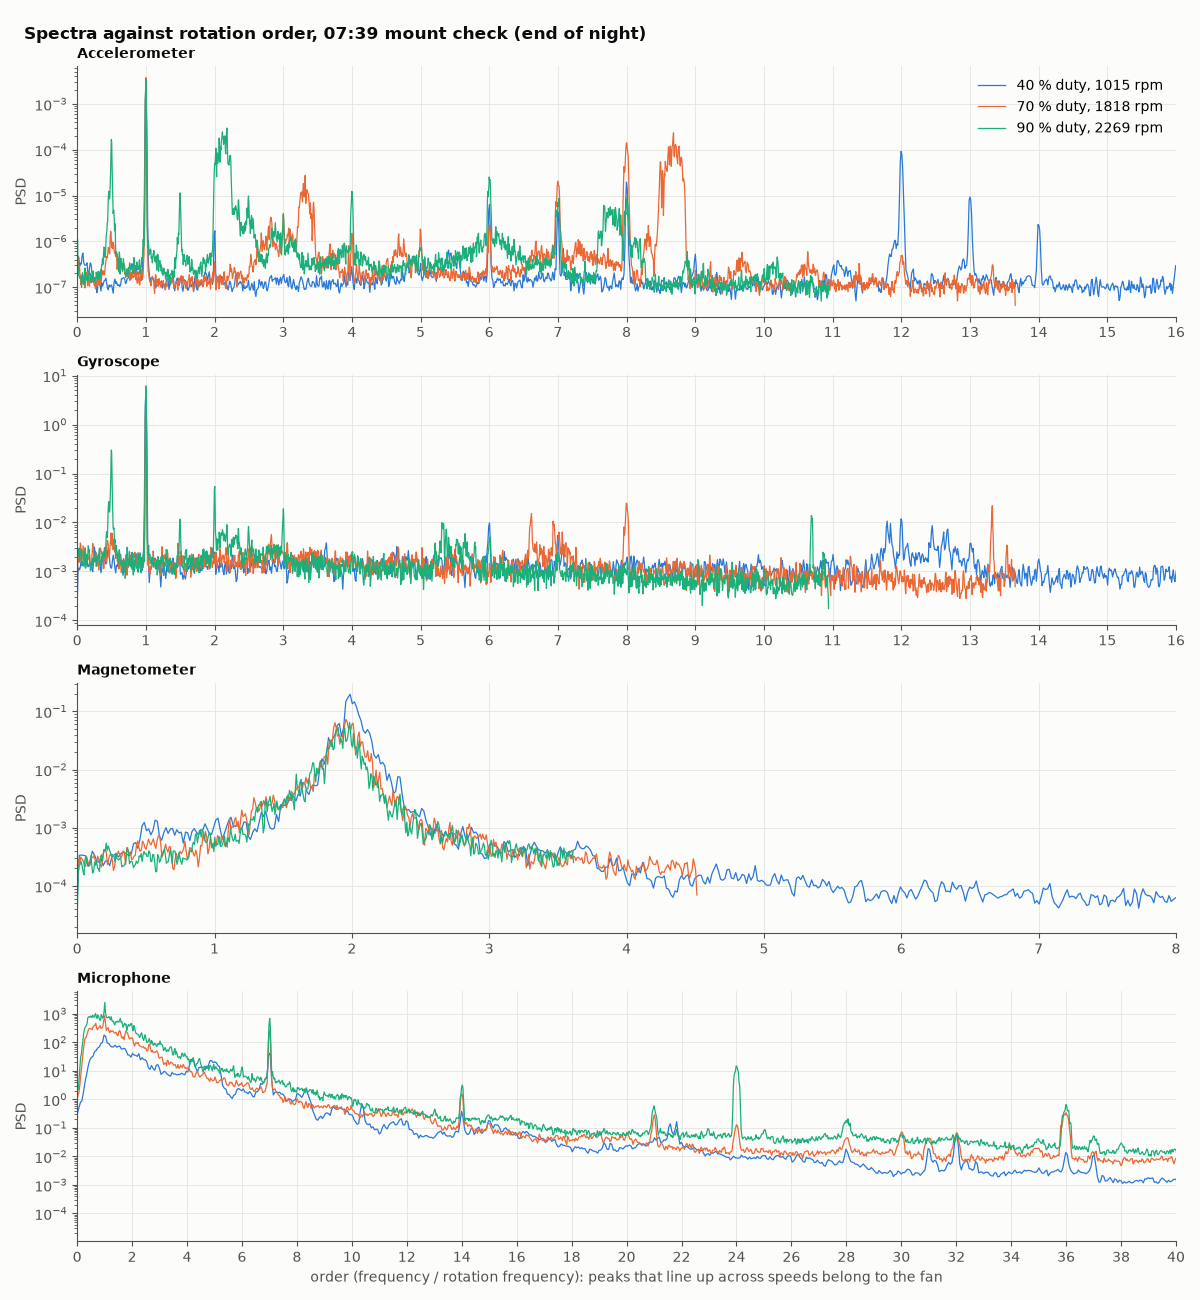 Spectra against rotation order, 07:39 mount check (end of night)
Accelerometer
40 % duty, 1015 rpm
70 % duty, 1818 rpm
90 % duty, 2269 rpm
PSD
10⁻³
10⁻⁴
10⁻⁵
10⁻⁶
10⁻⁷
0 1 2 3 4 5 6 7 8 9 10 11 12 13 14 15 16
Gyroscope
PSD
10¹
10⁰
10⁻¹
10⁻²
10⁻³
10⁻⁴
0 1 2 3 4 5 6 7 8 9 10 11 12 13 14 15 16
Magnetometer
PSD
10⁻¹
10⁻²
10⁻³
10⁻⁴
0 1 2 3 4 5 6 7 8
Microphone
PSD
10³
10²
10¹
10⁰
10⁻¹
10⁻²
10⁻³
10⁻⁴
0 2 4 6 8 10 12 14 16 18 20 22 24 26 28 30 32 34 36 38 40
order (frequency / rotation frequency): peaks that line up across speeds belong to the fan